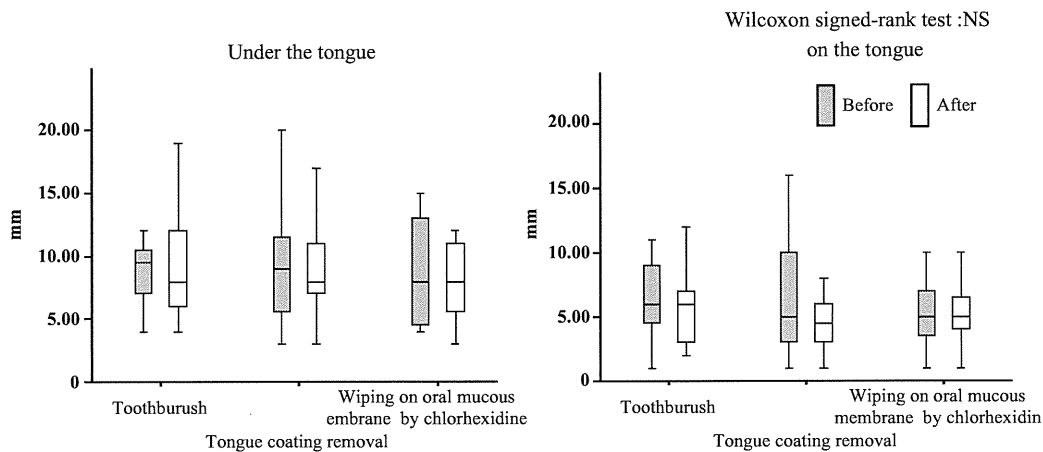 Wilcoxon signed-rank test :NS
Under the tongue
on the tongue
Before
After
mm
20.00
15.00
10.00
5.00
0
Toothburush
Wiping on oral mucous
embrane by chlorhexidine
Tongue coating removal
mm
20.00
15.00
10.00
5.00
0
Toothburush
Wiping on oral mucous
membrane by chlorhexidin
Tongue coating removal